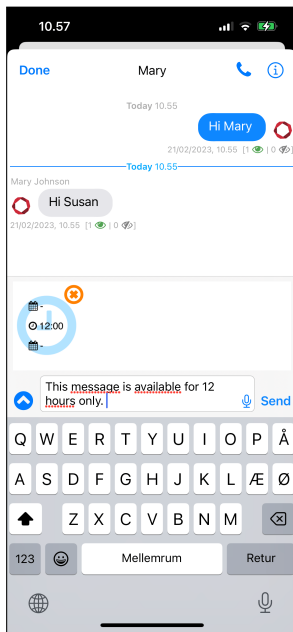 10.57
Done Mary
Today 10.55
Hi Mary
21/02/2023, 10.55 [1 | 0 ]
Today 10.55
Mary Johnson
Hi Susan
21/02/2023, 10.55 [1 | 0 ]
-
12:00
-
This message is available for 12
hours only.
Send
Q W E R T Y U I O P Å
A S D F G H J K L Æ Ø
Z X C V B N M
123 Mellemrum Retur